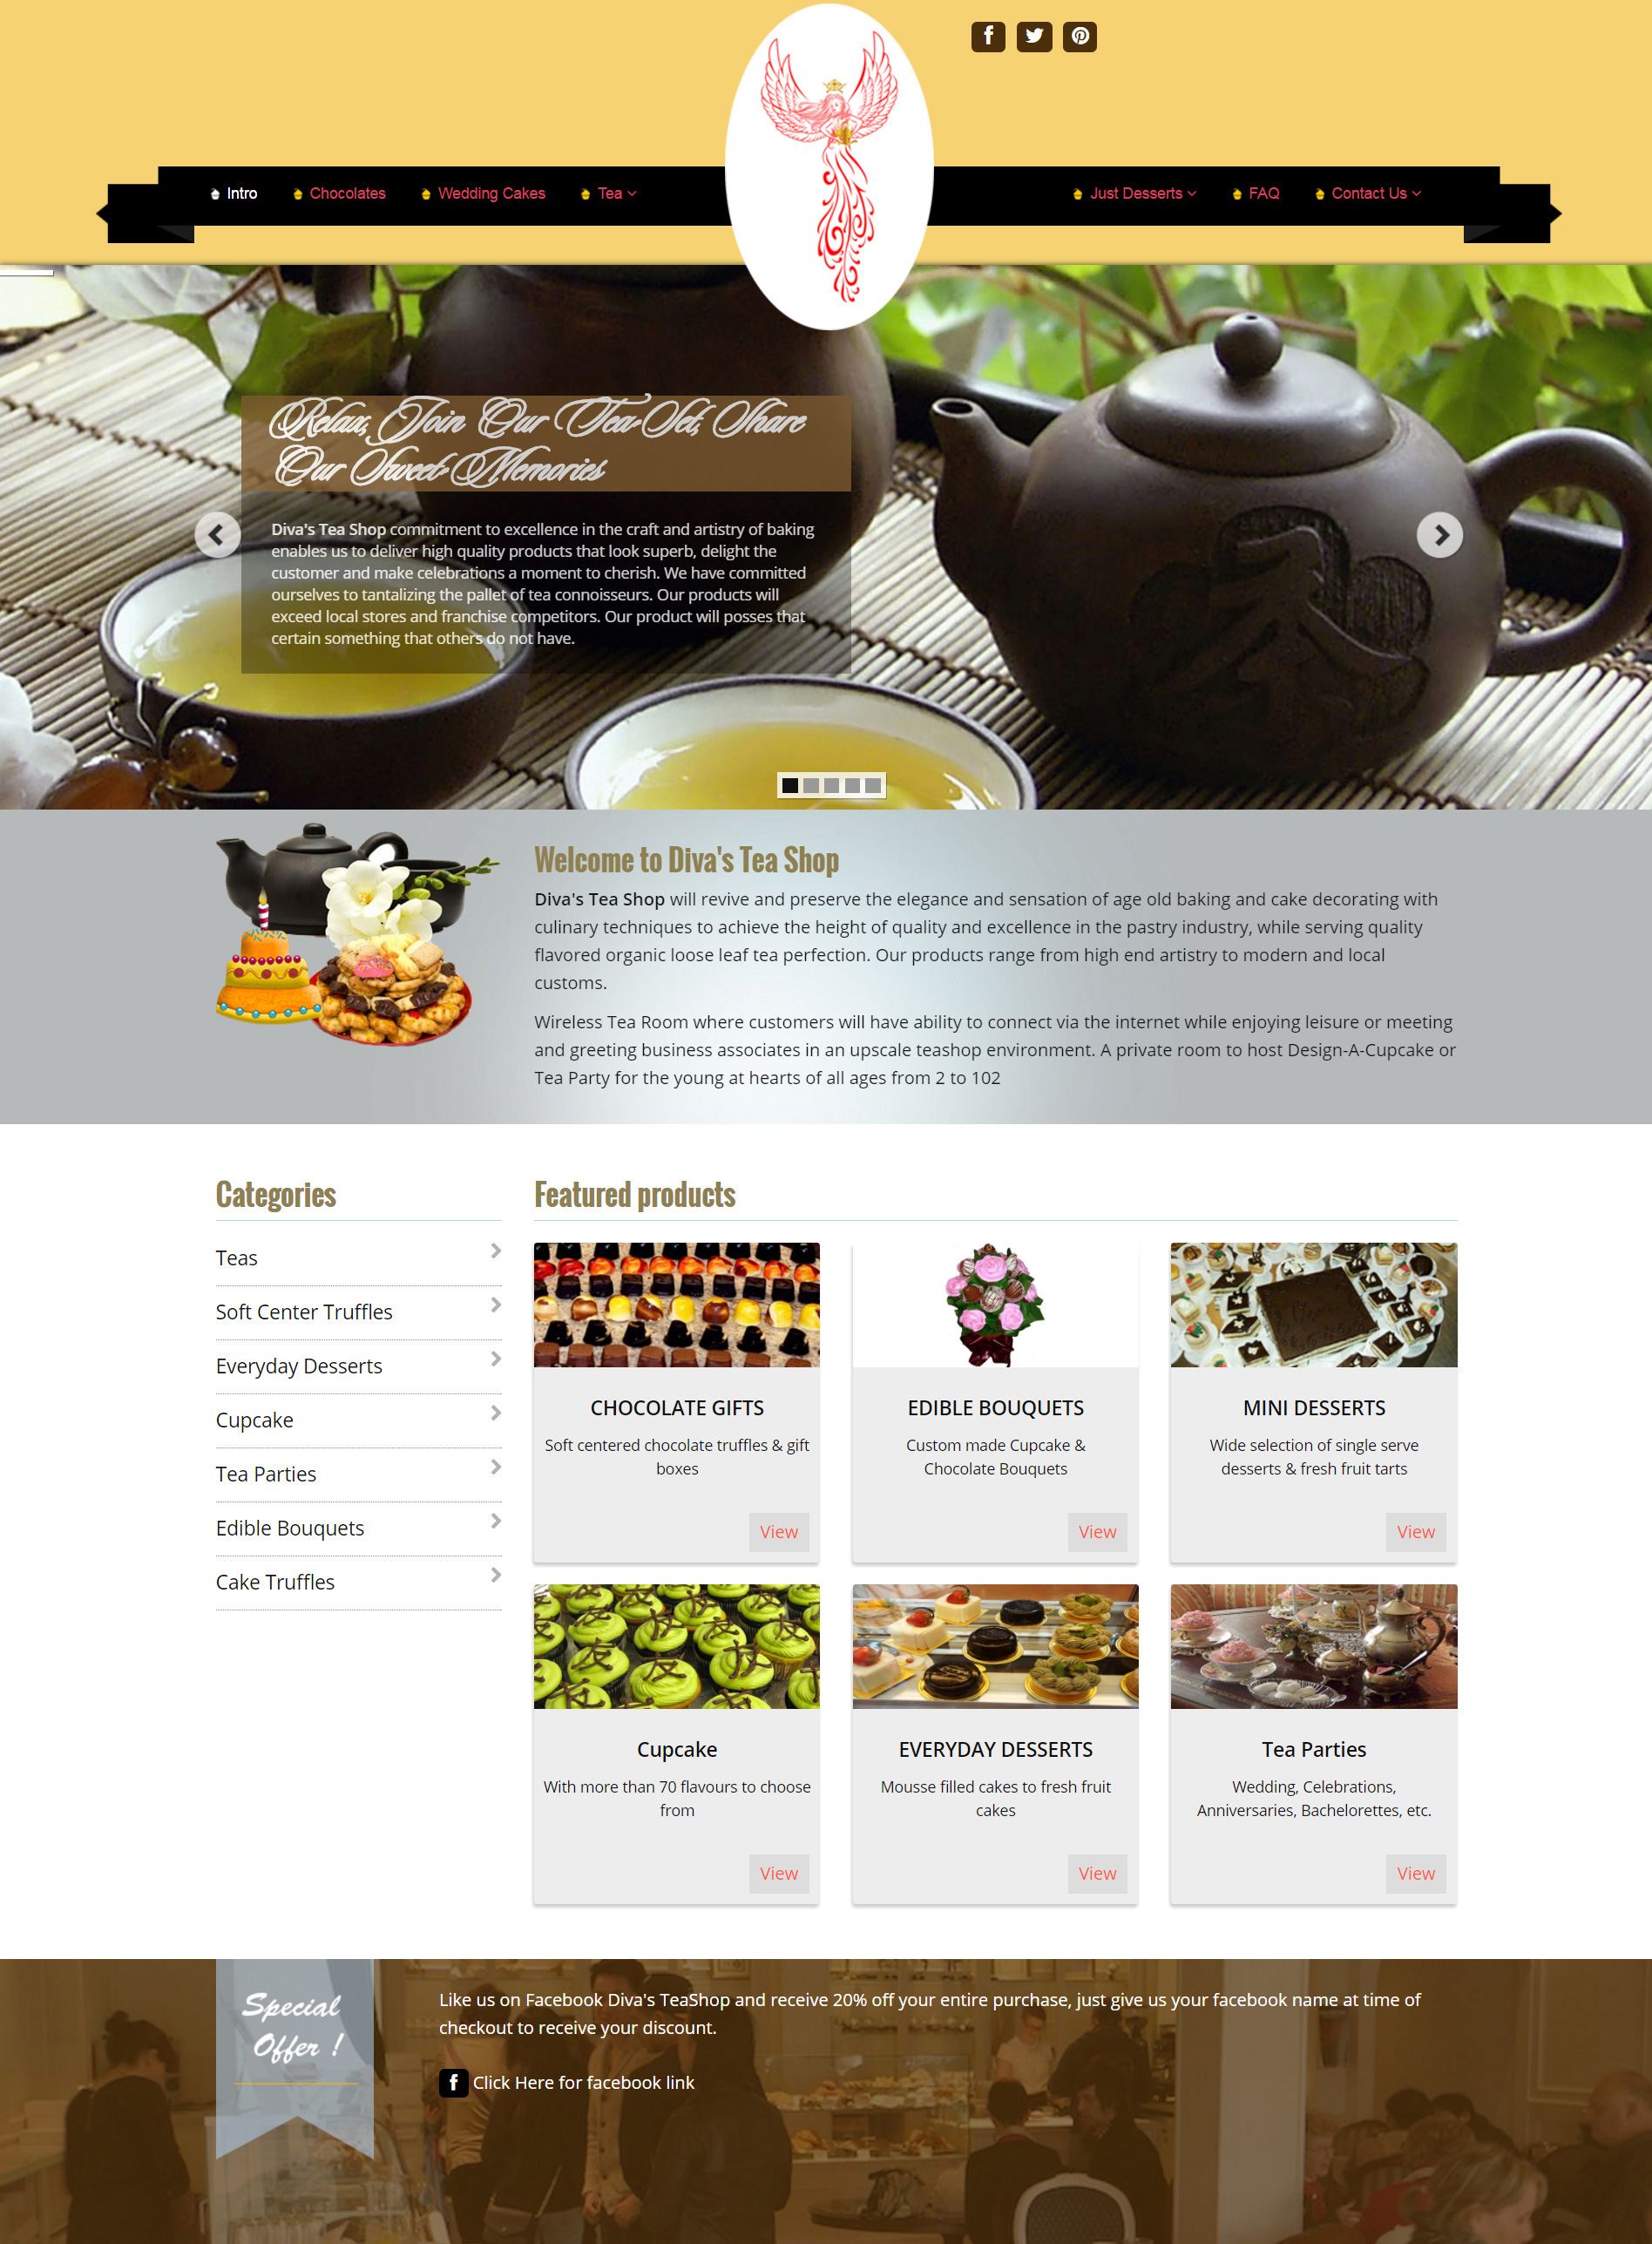 Intro
Chocolates
Wedding Cakes
Tea
Just Desserts
FAQ
Contact Us
Relax, Join Our Tea-Set, Share
Our Sweet-Memories
Diva's Tea Shop commitment to excellence in the craft and artistry of baking
enables us to deliver high quality products that look superb, delight the
customer and make celebrations a moment to cherish. We have committed
ourselves to tantalizing the pallet of tea connoisseurs. Our products will
exceed local stores and franchise competitors. Our product will posses that
certain something that others do not have.
Welcome to Diva's Tea Shop
Diva's Tea Shop will revive and preserve the elegance and sensation of age old baking and cake decorating with
culinary techniques to achieve the height of quality and excellence in the pastry industry, while serving quality
flavored organic loose leaf tea perfection. Our products range from high end artistry to modern and local
customs.
Wireless Tea Room where customers will have ability to connect via the internet while enjoying leisure or meeting
and greeting business associates in an upscale teashop environment. A private room to host Design-A-Cupcake or
Tea Party for the young at hearts of all ages from 2 to 102
Categories
Teas
Soft Center Truffles
Everyday Desserts
Cupcake
Tea Parties
Edible Bouquets
Cake Truffles
Featured products
CHOCOLATE GIFTS
Soft centered chocolate truffles & gift
boxes
View
EDIBLE BOUQUETS
Custom made Cupcake &
Chocolate Bouquets
View
MINI DESSERTS
Wide selection of single serve
desserts & fresh fruit tarts
View
Cupcake
With more than 70 flavours to choose
from
View
EVERYDAY DESSERTS
Mousse filled cakes to fresh fruit
cakes
View
Tea Parties
Wedding, Celebrations,
Anniversaries, Bachelorettes, etc.
View
Special
Offer !
Like us on Facebook Diva's TeaShop and receive 20% off your entire purchase, just give us your facebook name at time of
checkout to receive your discount.
Click Here for facebook link